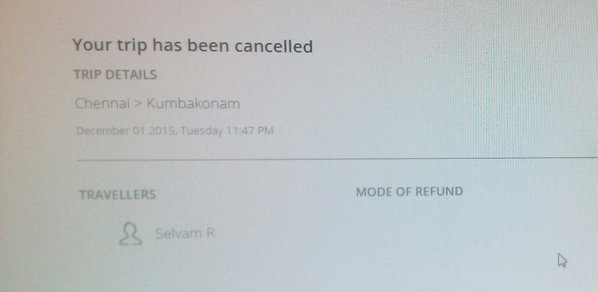 Your trip has been cancelled
TRIP DETAILS
Chennai > Kumbakonam
December 01 2015, Tuesday 11:47 PM
TRAVELLERS
MODE OF REFUND
Selvam R